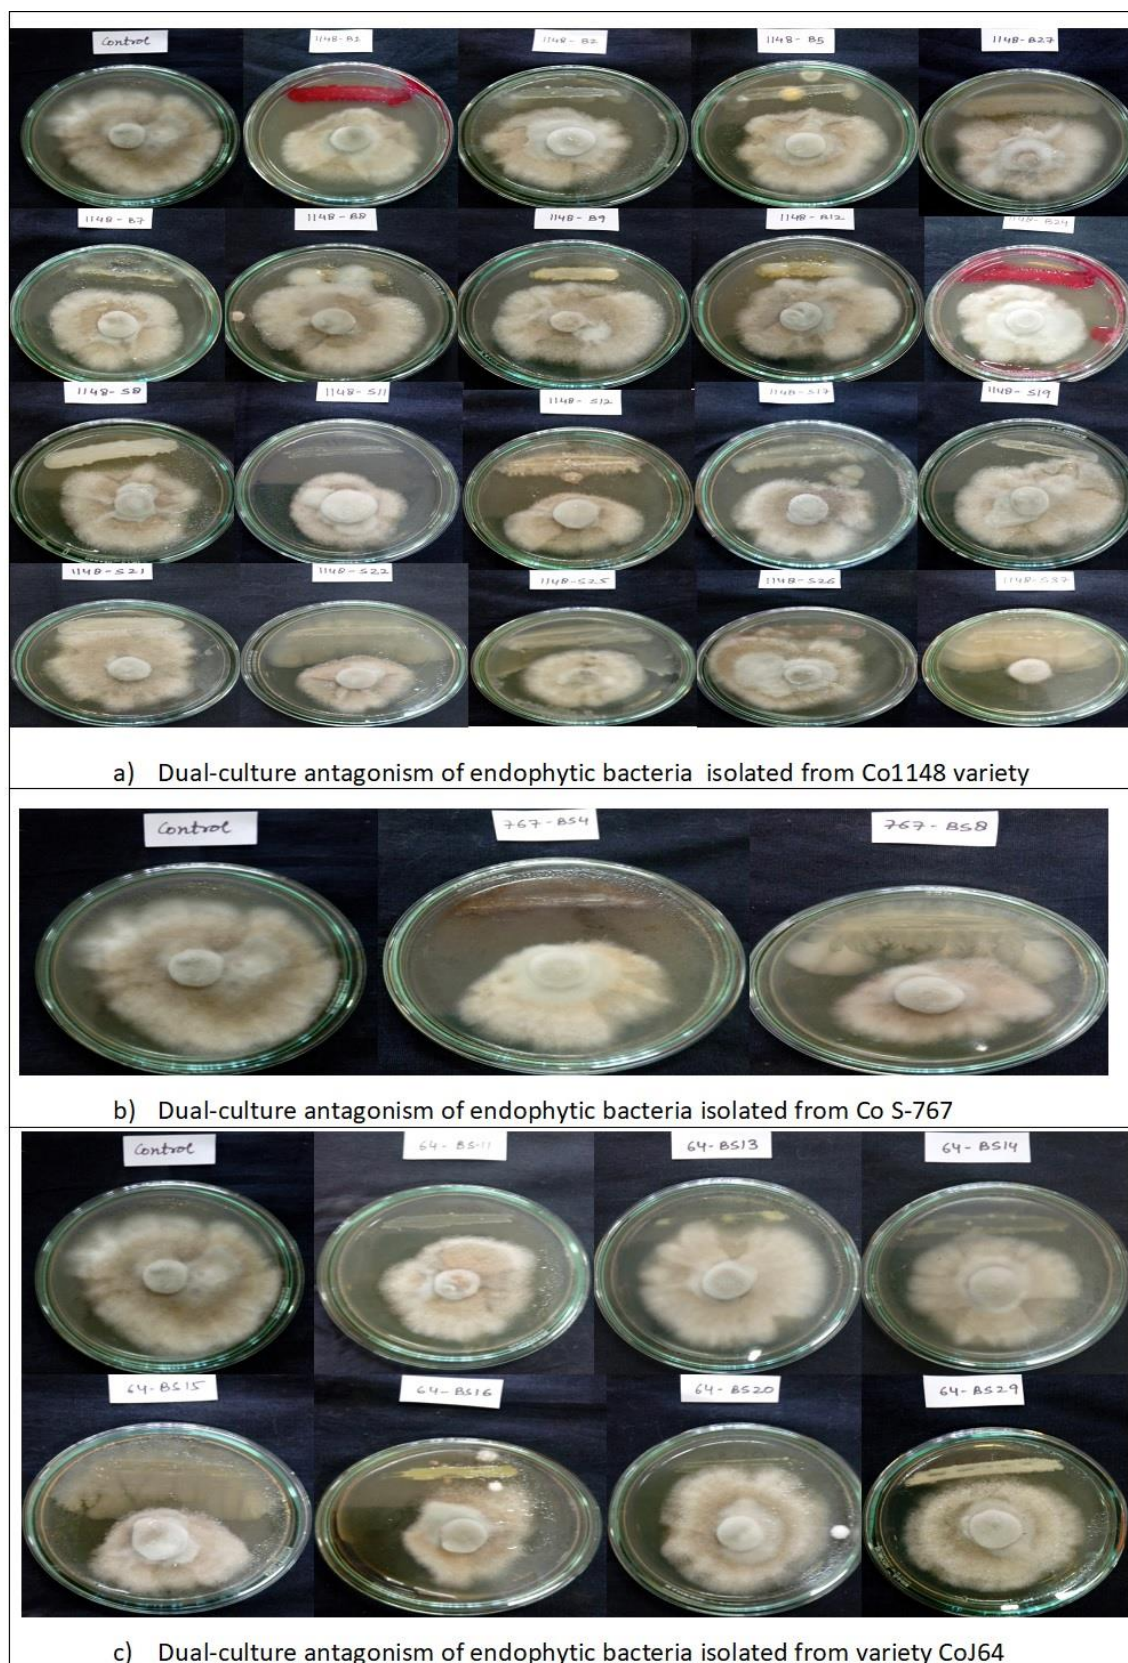 Control
1148-B1
1148-B2
1148-B5
1148-B27
1148-B7
1148-B8
1148-B9
1148-B12
1148-B24
1148-S8
1148-S11
1148-S12
1148-S17
1148-S19
1148-S21
1148-S22
1148-S25
1148-S26
1148-S37
a) Dual-culture antagonism of endophytic bacteria isolated from Co1148 variety
Control
767-BS4
767-BS8
b) Dual-culture antagonism of endophytic bacteria isolated from Co S-767
Control
64-BS-11
64-BS13
64-BS14
64-BS15
64-BS16
64-BS20
64-BS29
c) Dual-culture antagonism of endophytic bacteria isolated from variety CoJ64